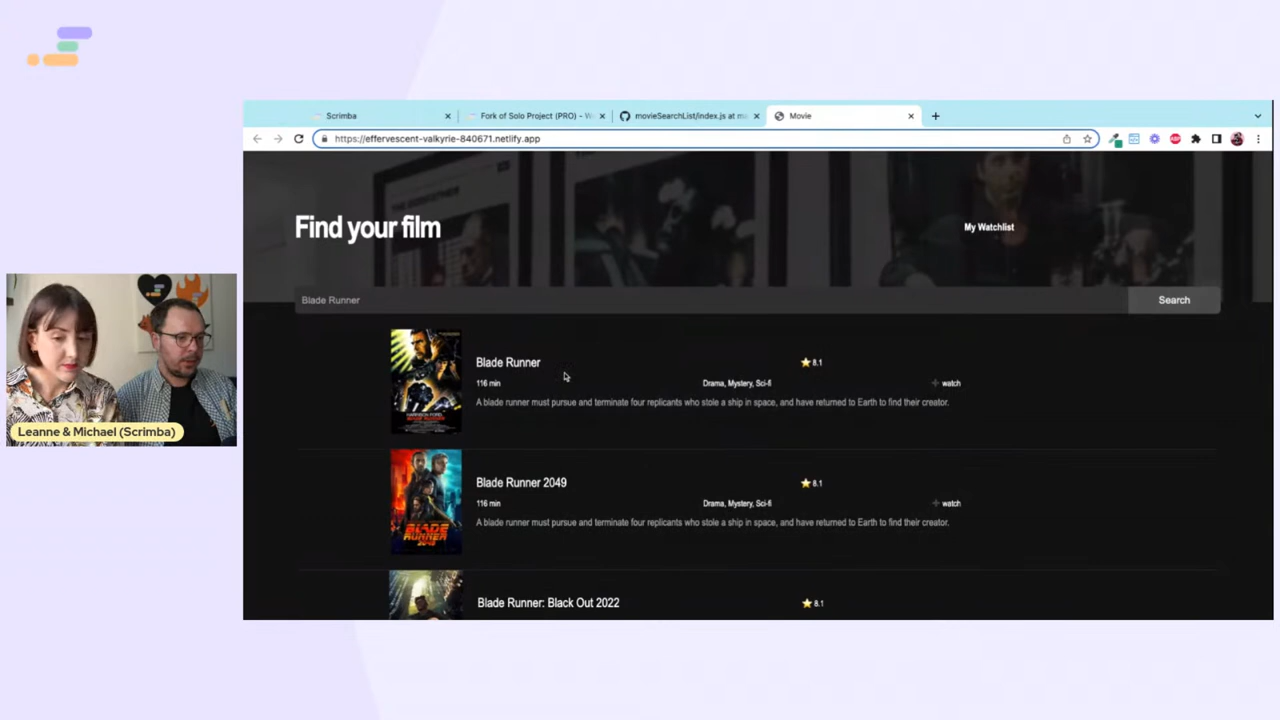 Scrimba
Fork of Solo Project (PRO) - W
movieSearchList/index.js at m
Movie
https://effervescent-valkyrie-840671.netlify.app
Find your film
My Watchlist
Blade Runner
Search
Blade Runner
8.1
116 min
Drama, Mystery, Sci-fi
watch
A blade runner must pursue and terminate four replicants who stole a ship in space, and have returned to Earth to find their creator.
Blade Runner 2049
8.1
116 min
Drama, Mystery, Sci-fi
watch
A blade runner must pursue and terminate four replicants who stole a ship in space, and have returned to Earth to find their creator.
Blade Runner: Black Out 2022
8.1
Leanne & Michael (Scrimba)